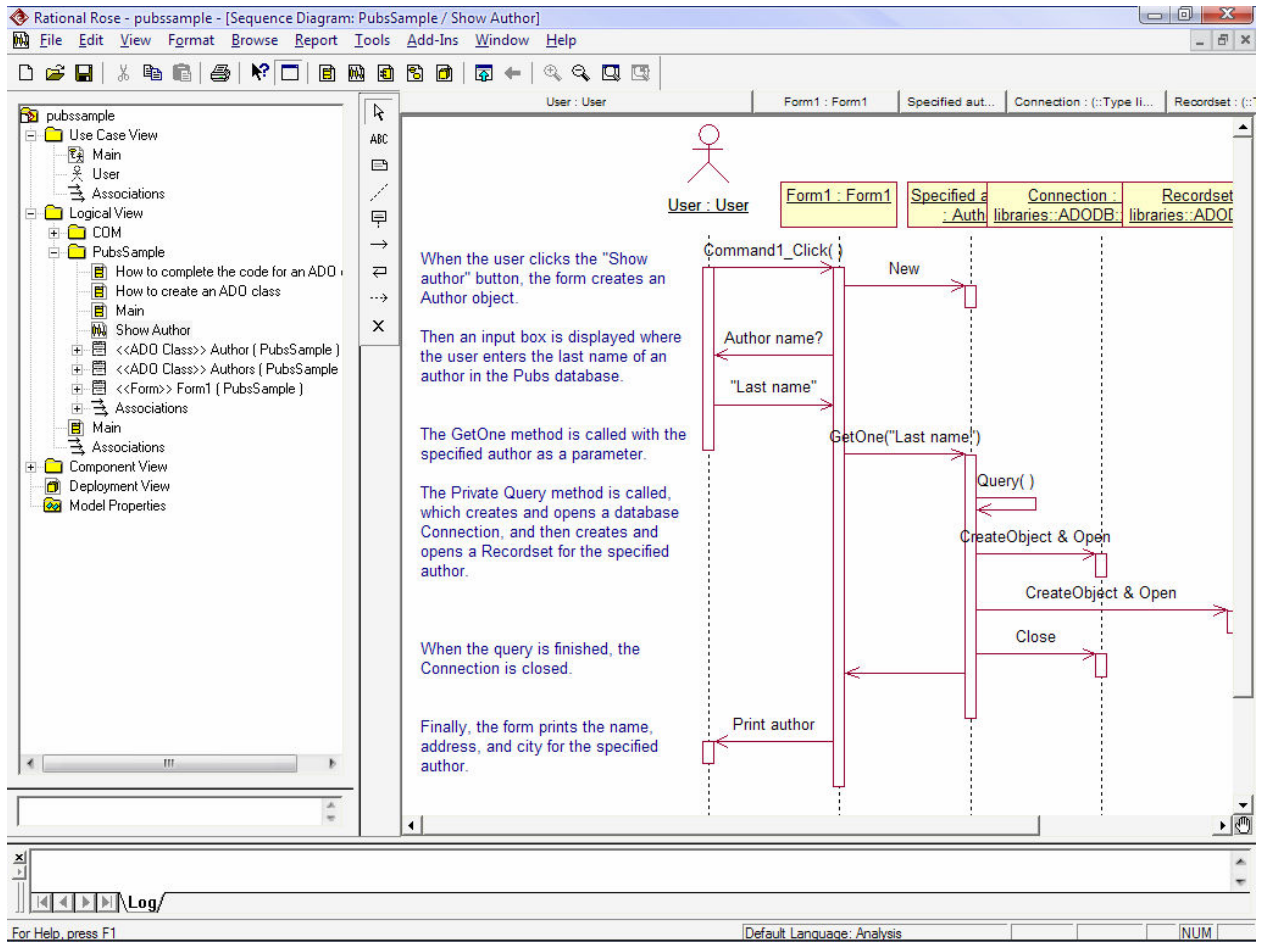 Rational Rose - pubssample - [Sequence Diagram: PubsSample / Show Author]
File Edit View Format Browse Report Tools Add-Ins Window Help
pubssample
Use Case View
Main
User
Associations
Logical View
COM
PubsSample
How to complete the code for an ADO
How to create an ADO class
Main
Show Author
<<ADO Class>> Author ( PubsSample )
<<ADO Class>> Authors ( PubsSample
<<Form>> Form1 ( PubsSample )
Associations
Main
Associations
Component View
Deployment View
Model Properties
ABC
User : User Form1 : Form1 Specified aut... Connection : (::Type li... Recordset : (::
User : User
Form1 : Form1
Specified a
: Auth
Connection :
libraries::ADODB::
Recordset
libraries::ADOD
When the user clicks the "Show
author" button, the form creates an
Author object.
Then an input box is displayed where
the user enters the last name of an
author in the Pubs database.
The GetOne method is called with the
specified author as a parameter.
The Private Query method is called,
which creates and opens a database
Connection, and then creates and
opens a Recordset for the specified
author.
When the query is finished, the
Connection is closed.
Finally, the form prints the name,
address, and city for the specified
author.
Command1_Click( )
New
Author name?
"Last name"
GetOne("Last name")
Query( )
CreateObject & Open
CreateObject & Open
Close
Print author
Log
For Help, press F1
Default Language: Analysis
NUM